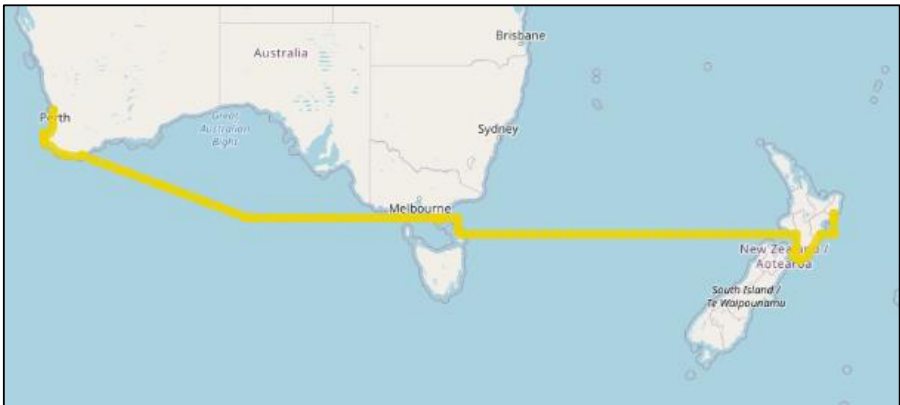 Brisbane
Australia
Perth
Great
Australian
Bight
Sydney
Melbourne
New Zealand /
Aotearoa
South Island /
Te Waipounamu